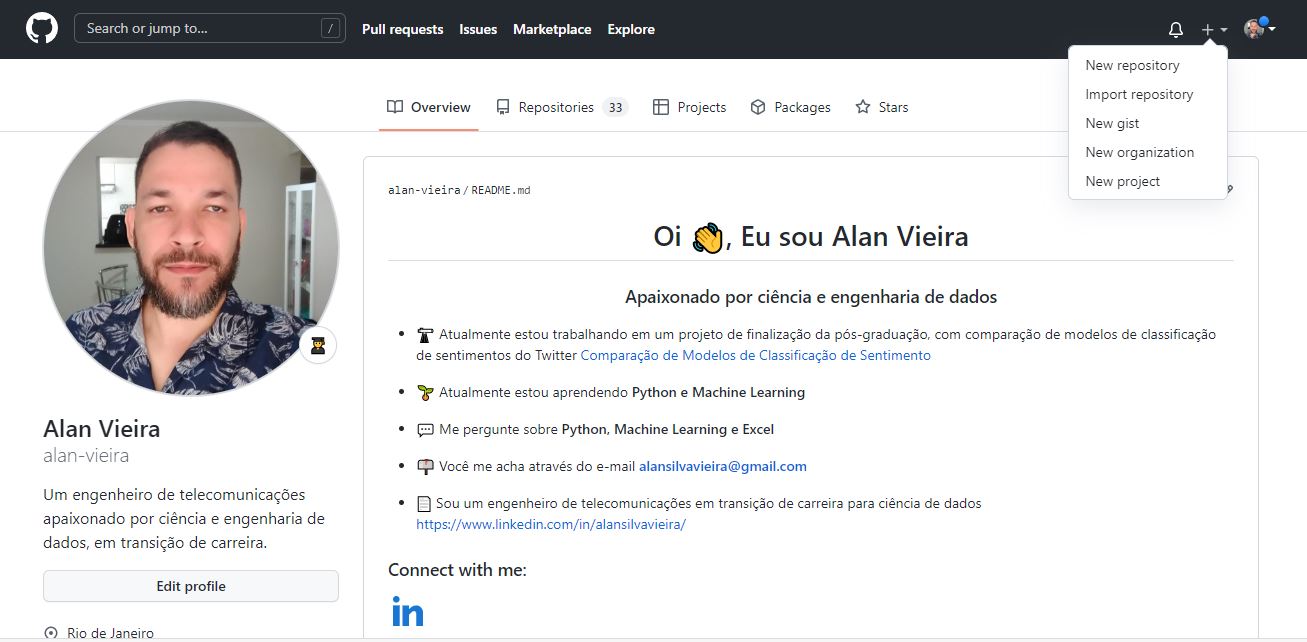 Search or jump to... /
Pull requests
Issues
Marketplace
Explore
New repository
Import repository
New gist
New organization
New project
Overview
Repositories 33
Projects
Packages
Stars
Alan Vieira
alan-vieira
Um engenheiro de telecomunicações
apaixonado por ciência e engenharia de
dados, em transição de carreira.
Edit profile
Rio de Janeiro
alan-vieira / README.md
Oi 👋, Eu sou Alan Vieira
Apaixonado por ciência e engenharia de dados
Atualmente estou trabalhando em um projeto de finalização da pós-graduação, com comparação de modelos de classificação
de sentimentos do Twitter Comparação de Modelos de Classificação de Sentimento
Atualmente estou aprendendo Python e Machine Learning
Me pergunte sobre Python, Machine Learning e Excel
Você me acha através do e-mail alansilvavieira@gmail.com
Sou um engenheiro de telecomunicações em transição de carreira para ciência de dados
https://www.linkedin.com/in/alansilvavieira/
Connect with me:
in